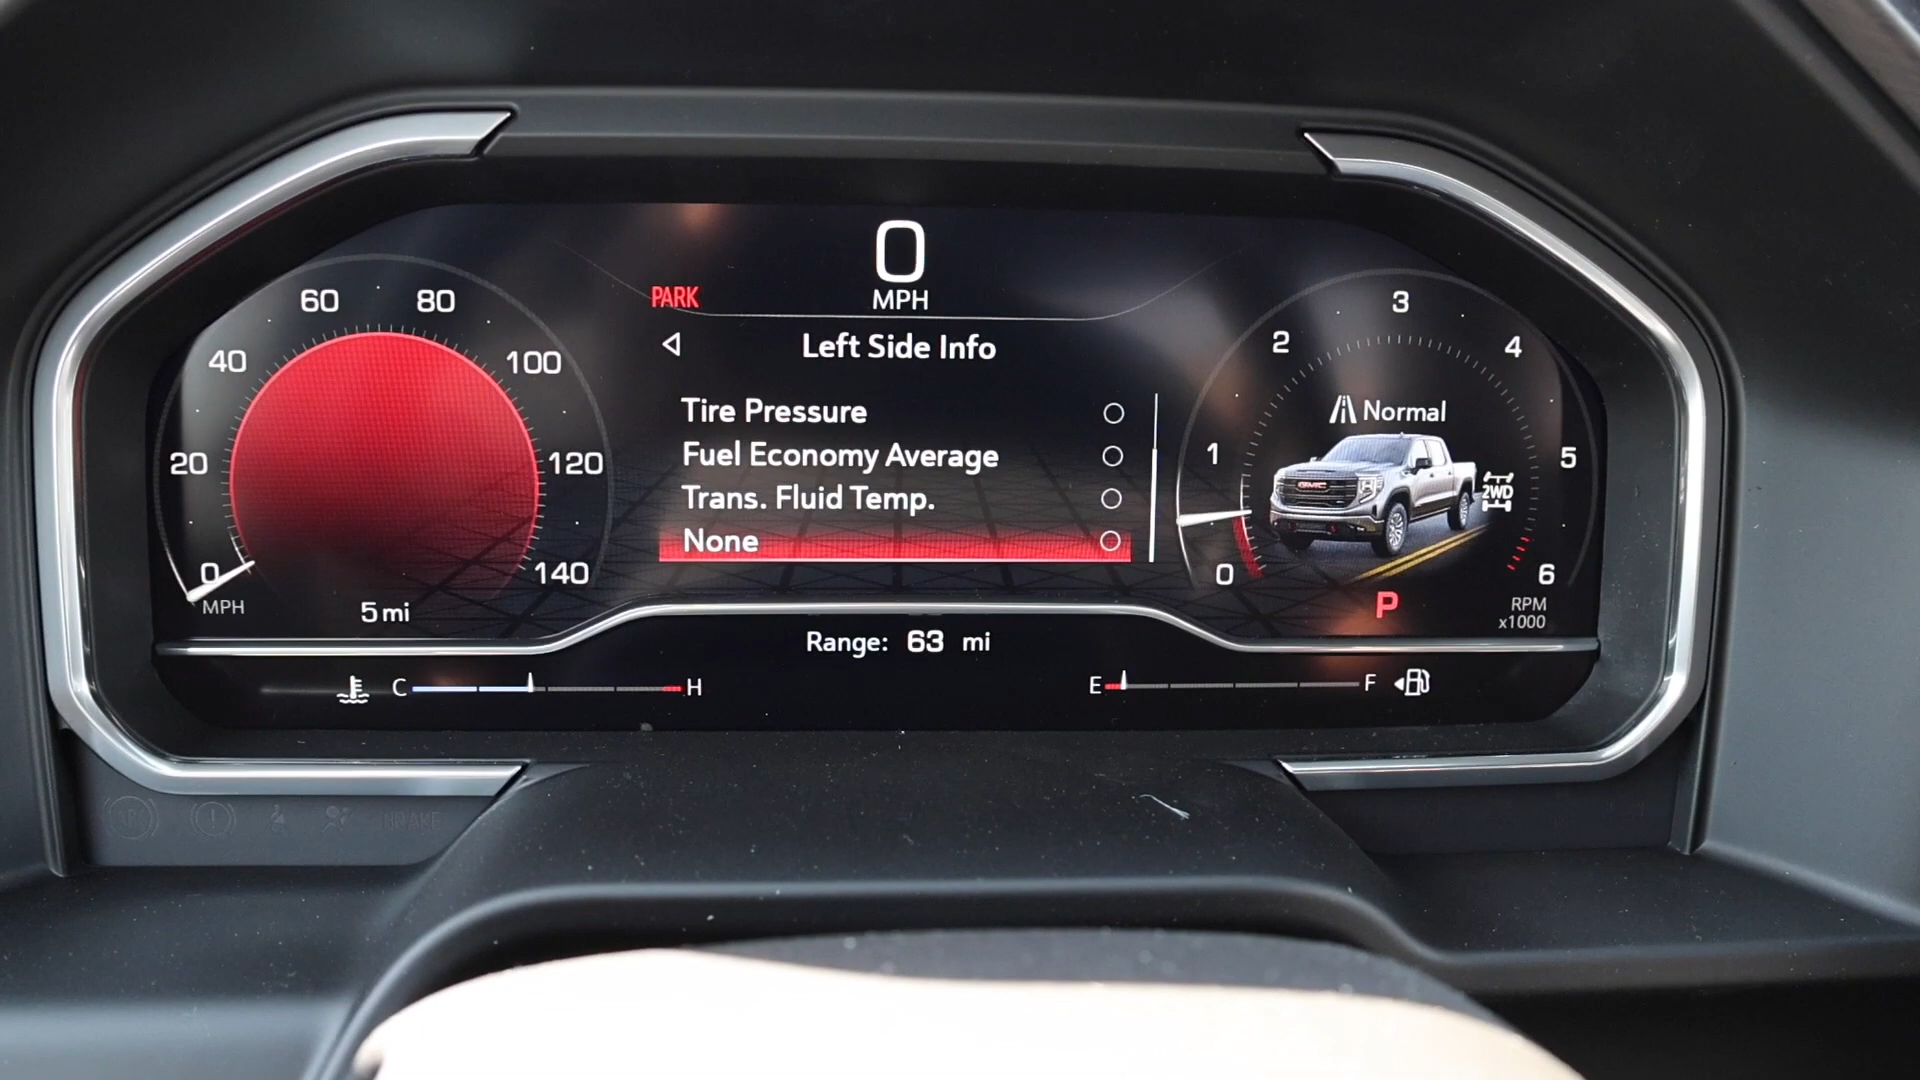 0
MPH
PARK
Left Side Info
Tire Pressure
Fuel Economy Average
Trans. Fluid Temp.
None
0
20
40
60
80
100
120
140
MPH
5 mi
0
1
2
3
4
5
6
RPM
x1000
Normal
GMC
2WD
P
Range: 63 mi
C H
E F
BRAKE